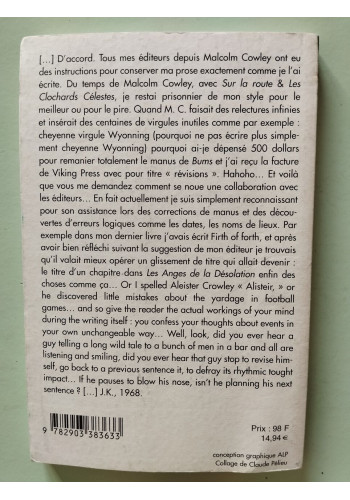 [...] D'accord. Tous mes éditeurs depuis Malcolm Cowley ont eu
des instructions pour conserver ma prose exactement comme je l'ai
écrite. Du temps de Malcolm Cowley, avec Sur la route & Les
Clochards Célestes, je restai prisonnier de mon style pour le
meilleur ou pour le pire. Quand M. C. faisait des relectures infinies
et insérait des centaines de virgules inutiles comme par exemple :
cheyenne virgule Wyonning (pourquoi ne pas écrire plus simple-
ment cheyenne Wyonning) pourquoi ai-je dépensé 500 dollars
pour remanier totalement le manus de Bums et j'ai reçu la facture
de Viking Press avec pour titre « révisions ». Hahoho... Et voilà
que vous me demandez comment se noue une collaboration avec
les éditeurs... En fait actuellement je suis simplement reconnaissant
pour son assistance lors des corrections de manus et des décou-
vertes d'erreurs logiques comme les dates, les noms de lieux. Par
exemple dans mon dernier livre j'avais écrit Firth of forth, et après
avoir bien réfléchi suivant la suggestion de mon éditeur je trouvais
qu'il valait mieux opérer un glissement de titre qui allait devenir :
le titre d'un chapitre dans Les Anges de la Désolation enfin des
choses comme ça... Or I spelled Aleister Crowley « Alisteir, » or
he discovered little mistakes about the yardage in football
games... and so give the reader the actual workings of your mind
during the writing itself : you confess your thoughts about events in
your own unchangeable way... Well, look, did you ever hear a
guy telling a long wild tale to a bunch of men in a bar and all are
listening and smiling, did you ever hear that guy stop to revise him-
self, go back to a previous sentence it, to defray its rhythmic tought
impact... If he pauses to blow his nose, isn't he planning his next
sentence ? [...] J.K., 1968.
9 782903 383633
Prix : 98 F
14,94 €
conception graphique ALP
Collage de Claude Pélieu